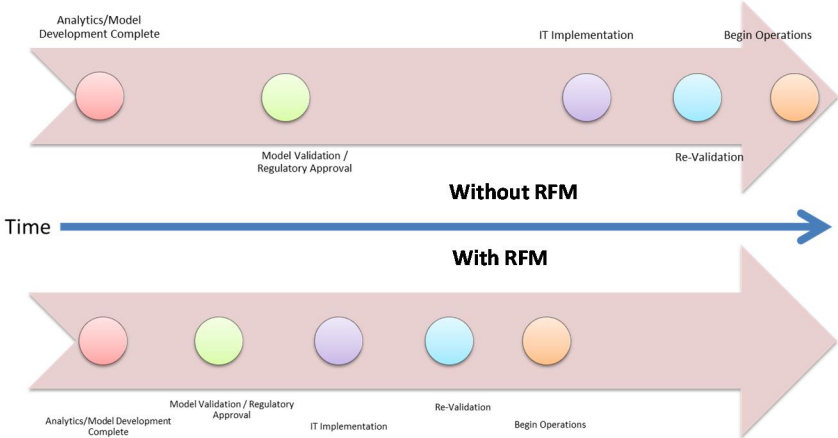 Analytics/Model
Development Complete
IT Implementation
Begin Operations
Model Validation /
Regulatory Approval
Re-Validation
Without RFM
Time
With RFM
Model Validation / Regulatory
Approval
Re-Validation
Analytics/Model Development
Complete
IT Implementation
Begin Operations